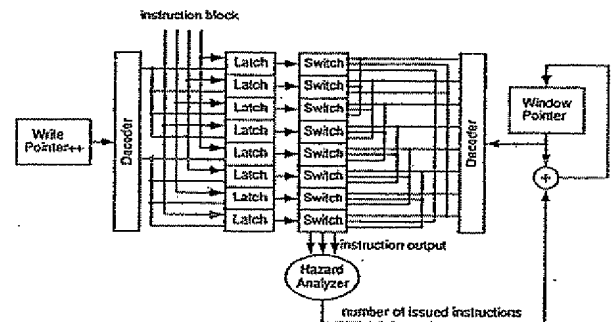 instruction block
Write
Pointer++
Decoder
Latch
Latch
Latch
Latch
Latch
Latch
Latch
Latch
Switch
Switch
Switch
Switch
Switch
Switch
Switch
Switch
Decoder
Window
Pointer
+
instruction output
Hazard
Analyzer
number of issued instructions